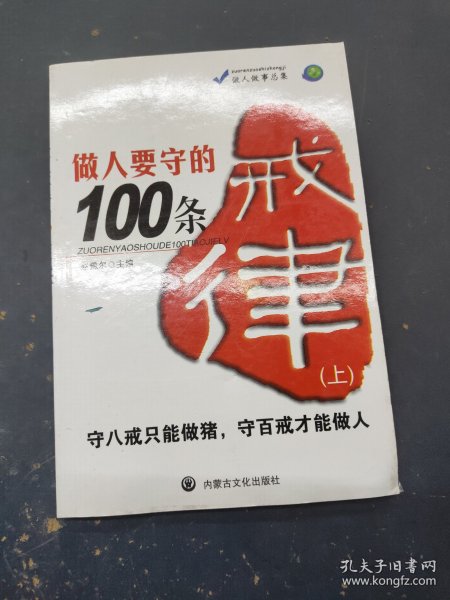 zuorenzuoshizhongji
做人做事总集
做人要守的
100条
戒律
ZUORENYAOSHOUDE100TIAOJIELV
主编
(上)
守八戒只能做猪，守百戒才能做人
内蒙古文化出版社
孔夫子旧书网
www.kongfz.com